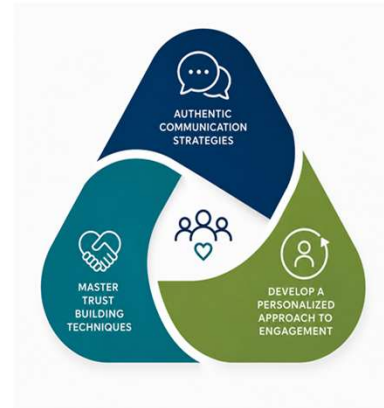 AUTHENTIC
COMMUNICATION
STRATEGIES
MASTER
TRUST
BUILDING
TECHNIQUES
DEVELOP A
PERSONALIZED
APPROACH TO
ENGAGEMENT